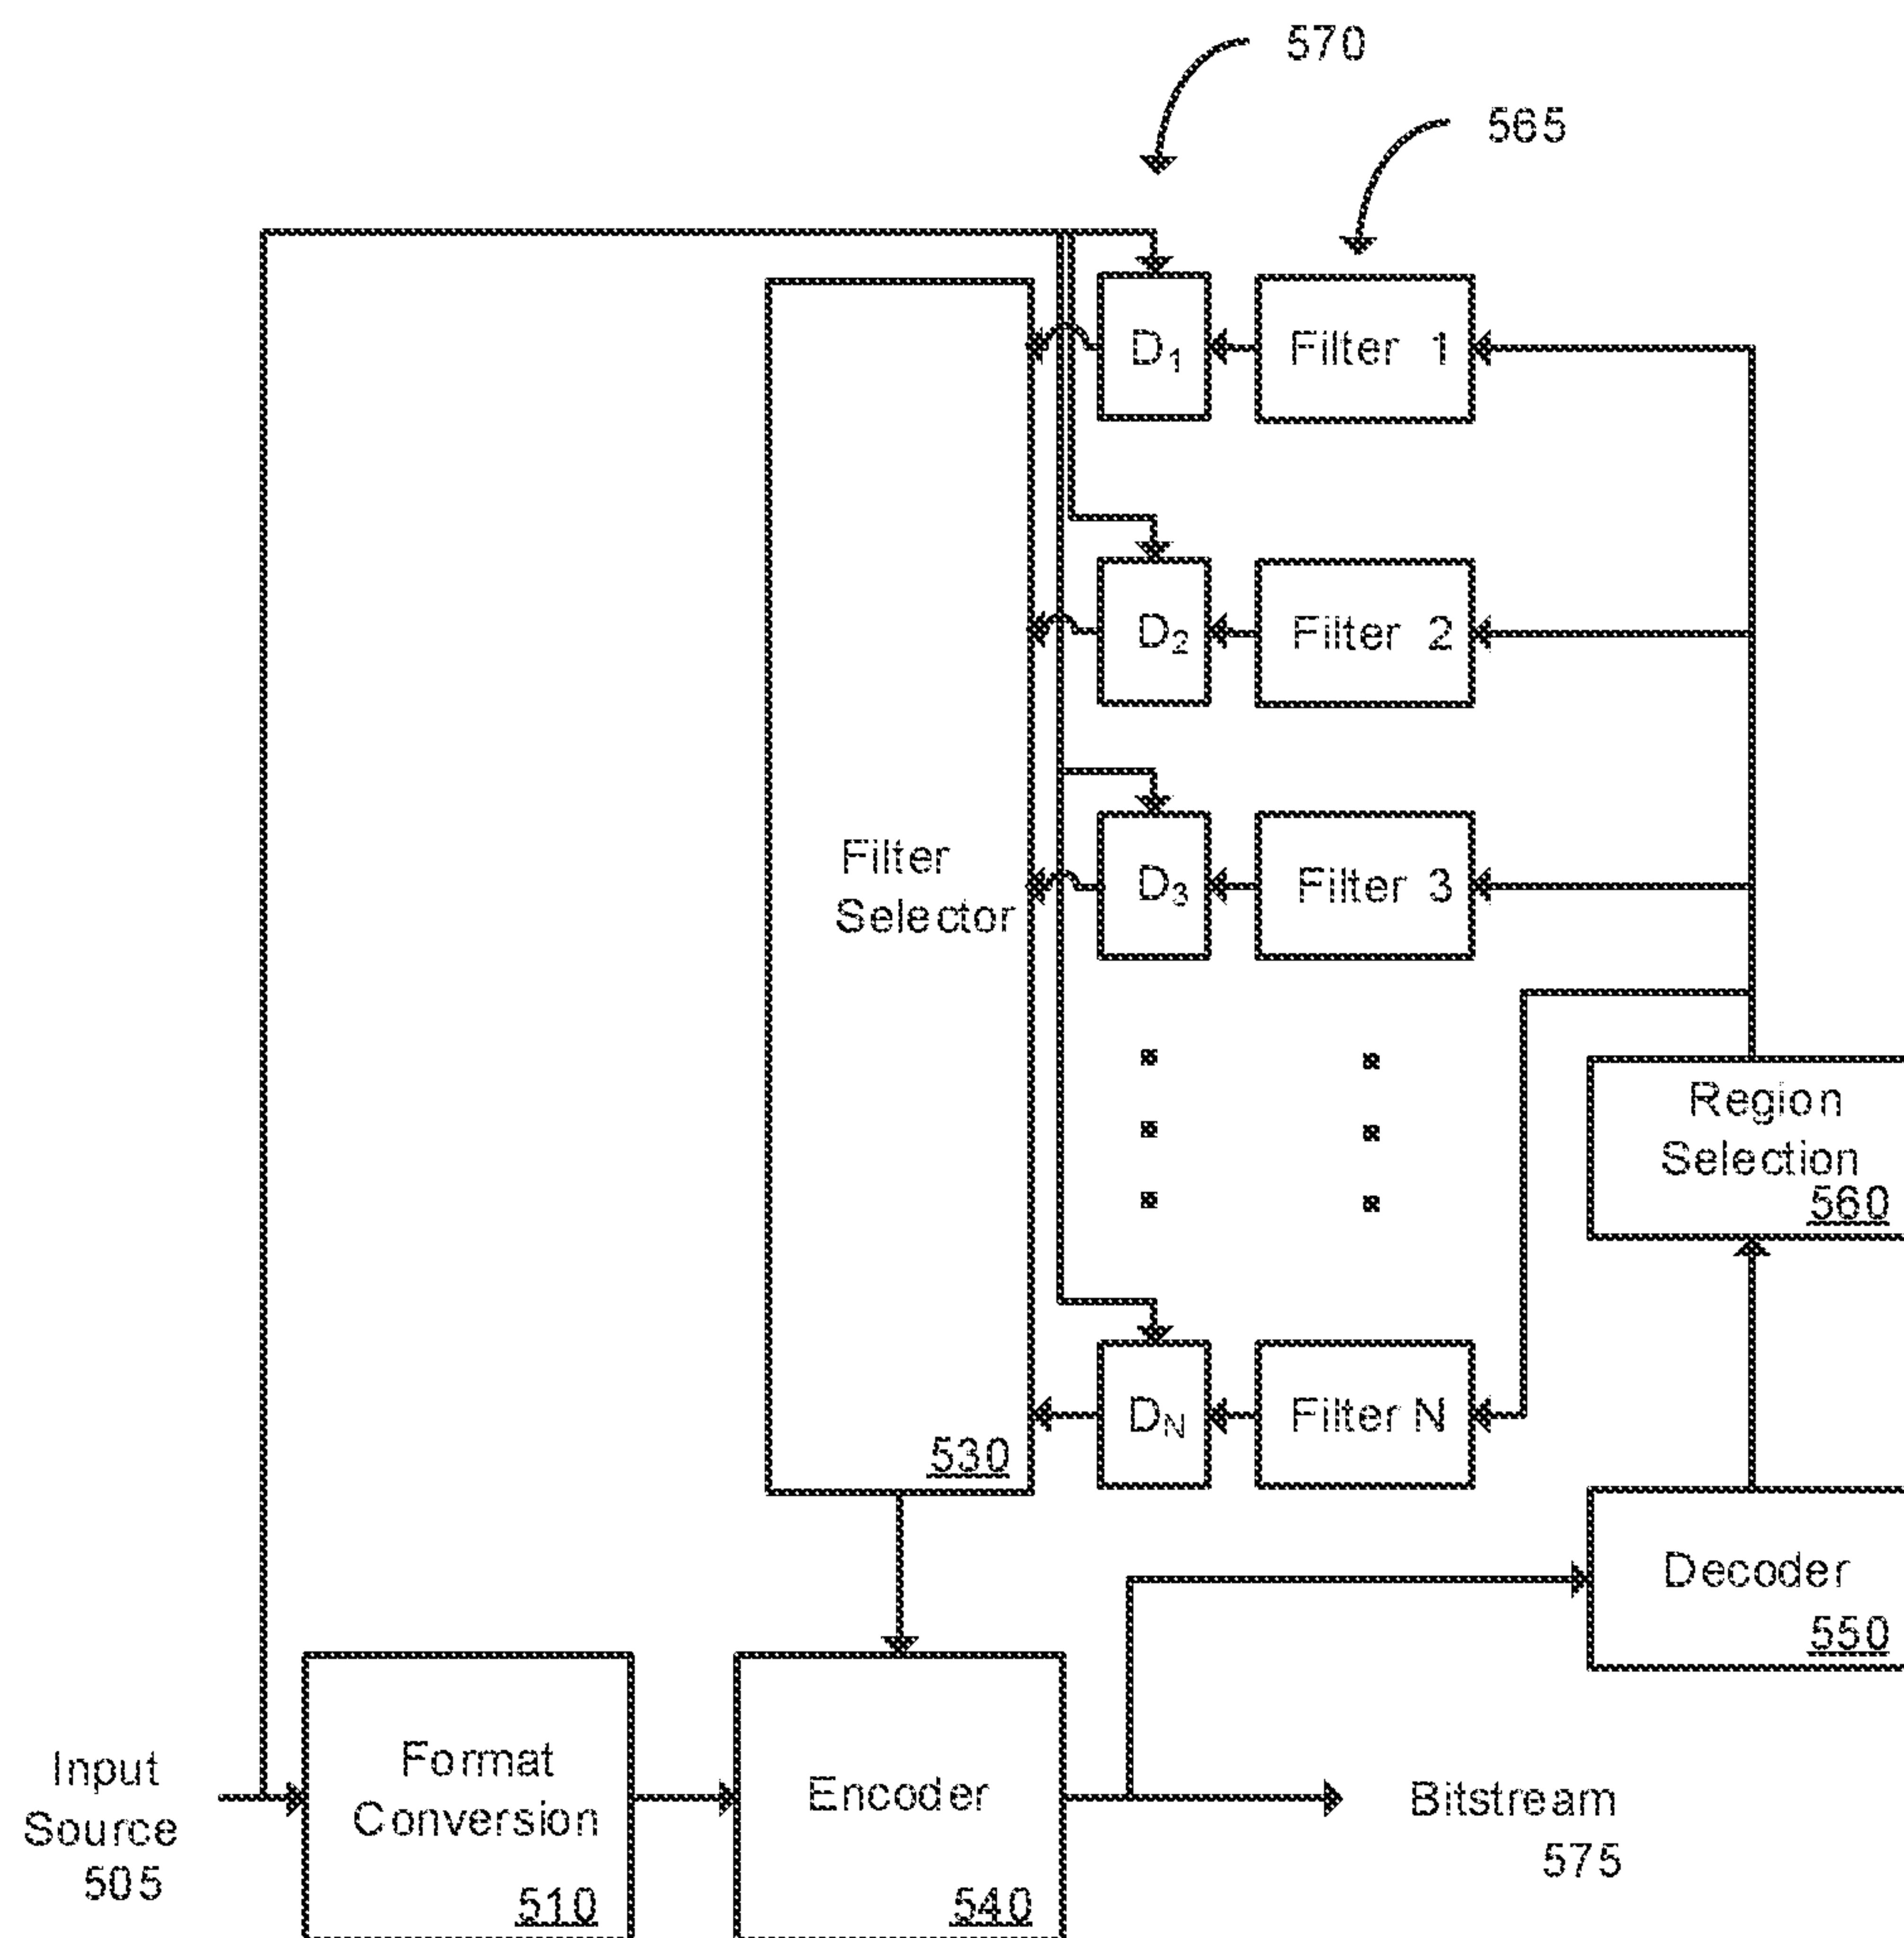 570
565
D1
Filter 1
D2
Filter 2
Filter
Selector
D3
Filter 3
Region
Selection
560
DN
Filter N
530
Decoder
550
Input
Source
505
Format
Conversion
510
Encoder
540
Bitstream
575